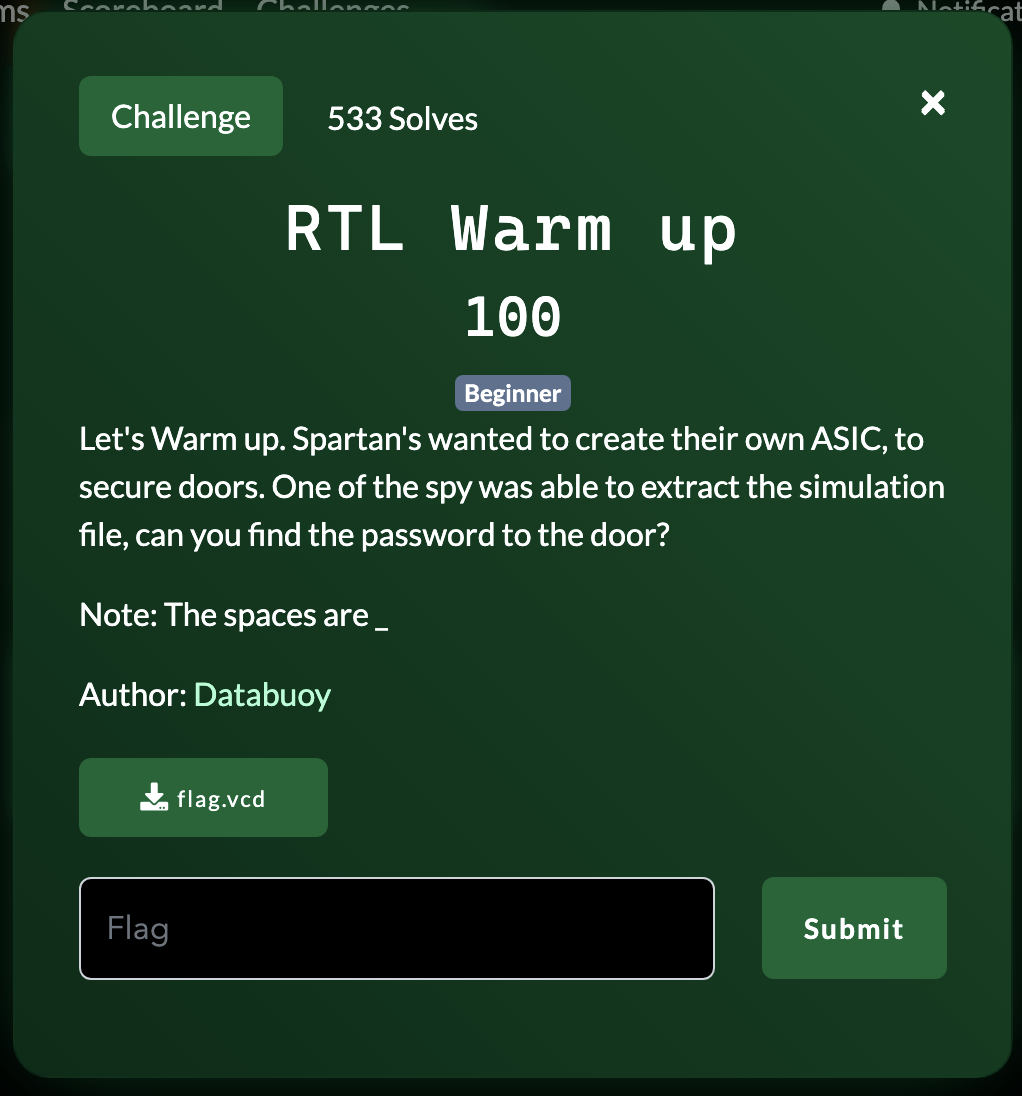 Scoreboard
Challenges
Challenge
533 Solves
RTL Warm up
100
Beginner
Let's Warm up. Spartan's wanted to create their own ASIC, to
secure doors. One of the spy was able to extract the simulation
file, can you find the password to the door?
Note: The spaces are _
Author: Databuoy
flag.vcd
Flag
Submit